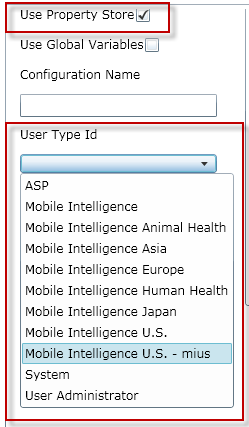 Use Property Store
Use Global Variables
Configuration Name
User Type Id
ASP
Mobile Intelligence
Mobile Intelligence Animal Health
Mobile Intelligence Asia
Mobile Intelligence Europe
Mobile Intelligence Human Health
Mobile Intelligence Japan
Mobile Intelligence U.S.
Mobile Intelligence U.S. - mius
System
User Administrator